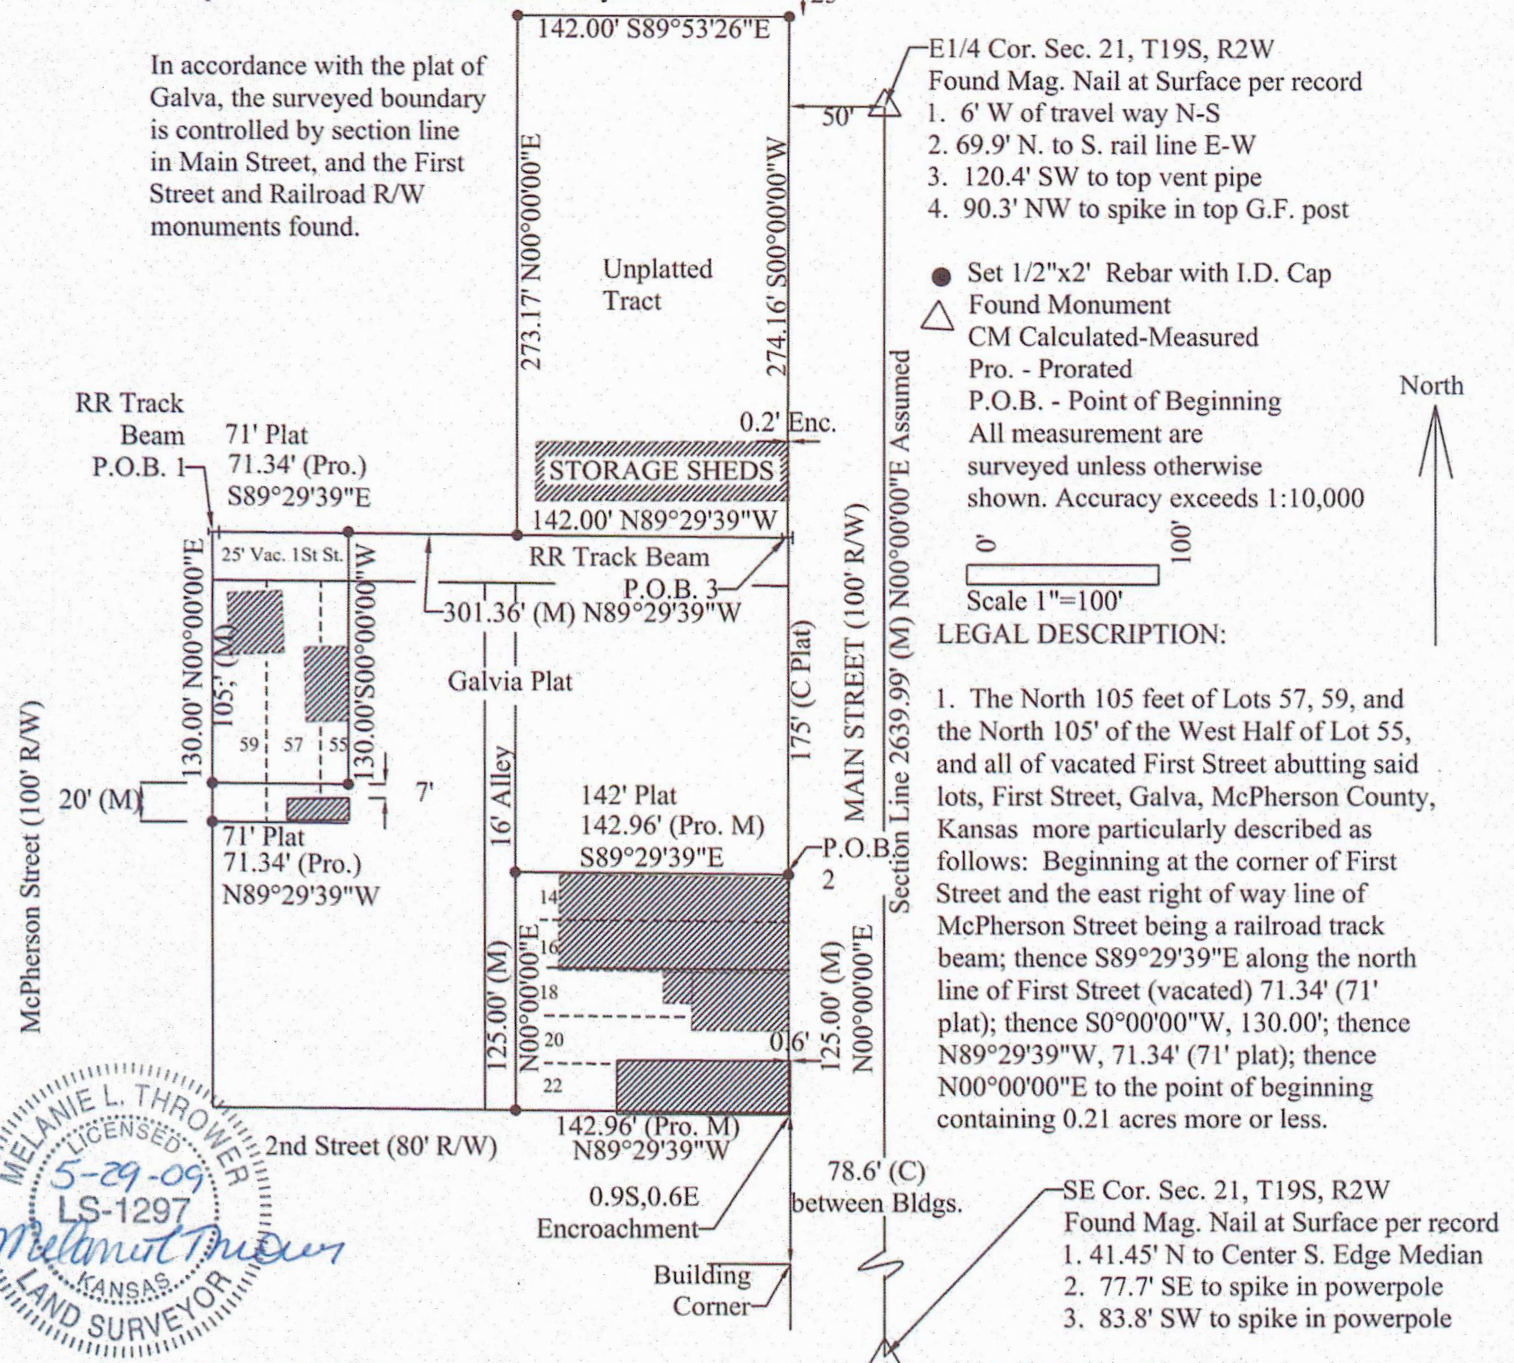 142.00' S89°53'26"E
In accordance with the plat of
Galva, the surveyed boundary
is controlled by section line
in Main Street, and the First
Street and Railroad R/W
monuments found.
E1/4 Cor. Sec. 21, T19S, R2W
Found Mag. Nail at Surface per record
1. 6' W of travel way N-S
2. 69.9' N. to S. rail line E-W
3. 120.4' SW to top vent pipe
4. 90.3' NW to spike in top G.F. post
50'
273.17' N00°00'00"E
274.16' S00°00'00"W
Unplatted
Tract
Set 1/2"x2' Rebar with I.D. Cap
Found Monument
CM Calculated-Measured
Pro. - Prorated
P.O.B. - Point of Beginning
All measurement are
surveyed unless otherwise
shown. Accuracy exceeds 1:10,000
North
0'
100'
Scale 1"=100'
0.2' Enc.
STORAGE SHEDS
142.00' N89°29'39"W
RR Track
Beam
P.O.B. 1
71' Plat
71.34' (Pro.)
S89°29'39"E
25' Vac. 1St St.
RR Track Beam
P.O.B. 3
301.36' (M) N89°29'39"W
130.00' N00°00'00"E
105;' (M)
130.00'S00°00'00"W
59
57
55
Galvia Plat
16' Alley
175' (C Plat)
MAIN STREET (100' R/W)
Section Line 2639.99' (M) N00°00'00"E Assumed
McPherson Street (100' R/W)
20' (M)
7'
71' Plat
71.34' (Pro.)
N89°29'39"W
142' Plat
142.96' (Pro. M)
S89°29'39"E
P.O.B.
2
14
16
18
20
22
125.00' (M)
N00°00'00"E
0.6'
125.00' (M)
N00°00'00"E
142.96' (Pro. M)
N89°29'39"W
2nd Street (80' R/W)
0.9S,0.6E
Encroachment
78.6' (C)
between Bldgs.
Building
Corner
LEGAL DESCRIPTION:
1. The North 105 feet of Lots 57, 59, and
the North 105' of the West Half of Lot 55,
and all of vacated First Street abutting said
lots, First Street, Galva, McPherson County,
Kansas more particularly described as
follows: Beginning at the corner of First
Street and the east right of way line of
McPherson Street being a railroad track
beam; thence S89°29'39"E along the north
line of First Street (vacated) 71.34' (71'
plat); thence S0°00'00"W, 130.00'; thence
N89°29'39"W, 71.34' (71' plat); thence
N00°00'00"E to the point of beginning
containing 0.21 acres more or less.
SE Cor. Sec. 21, T19S, R2W
Found Mag. Nail at Surface per record
1. 41.45' N to Center S. Edge Median
2. 77.7' SE to spike in powerpole
3. 83.8' SW to spike in powerpole
MELANIE L. THROWER
LICENSED
5-29-09
LS-1297
Melanie Thrower
KANSAS
LAND SURVEYOR